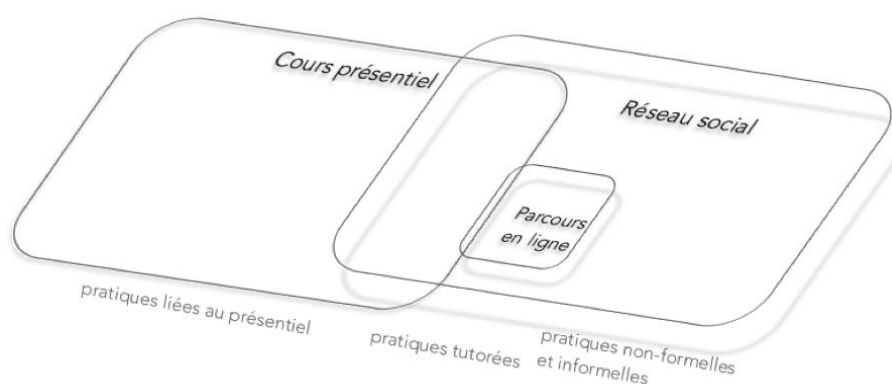 Cours présentiel
Réseau social
Parcours
en ligne
pratiques liées au présentiel
pratiques tutorées
pratiques non-formelles
et informelles